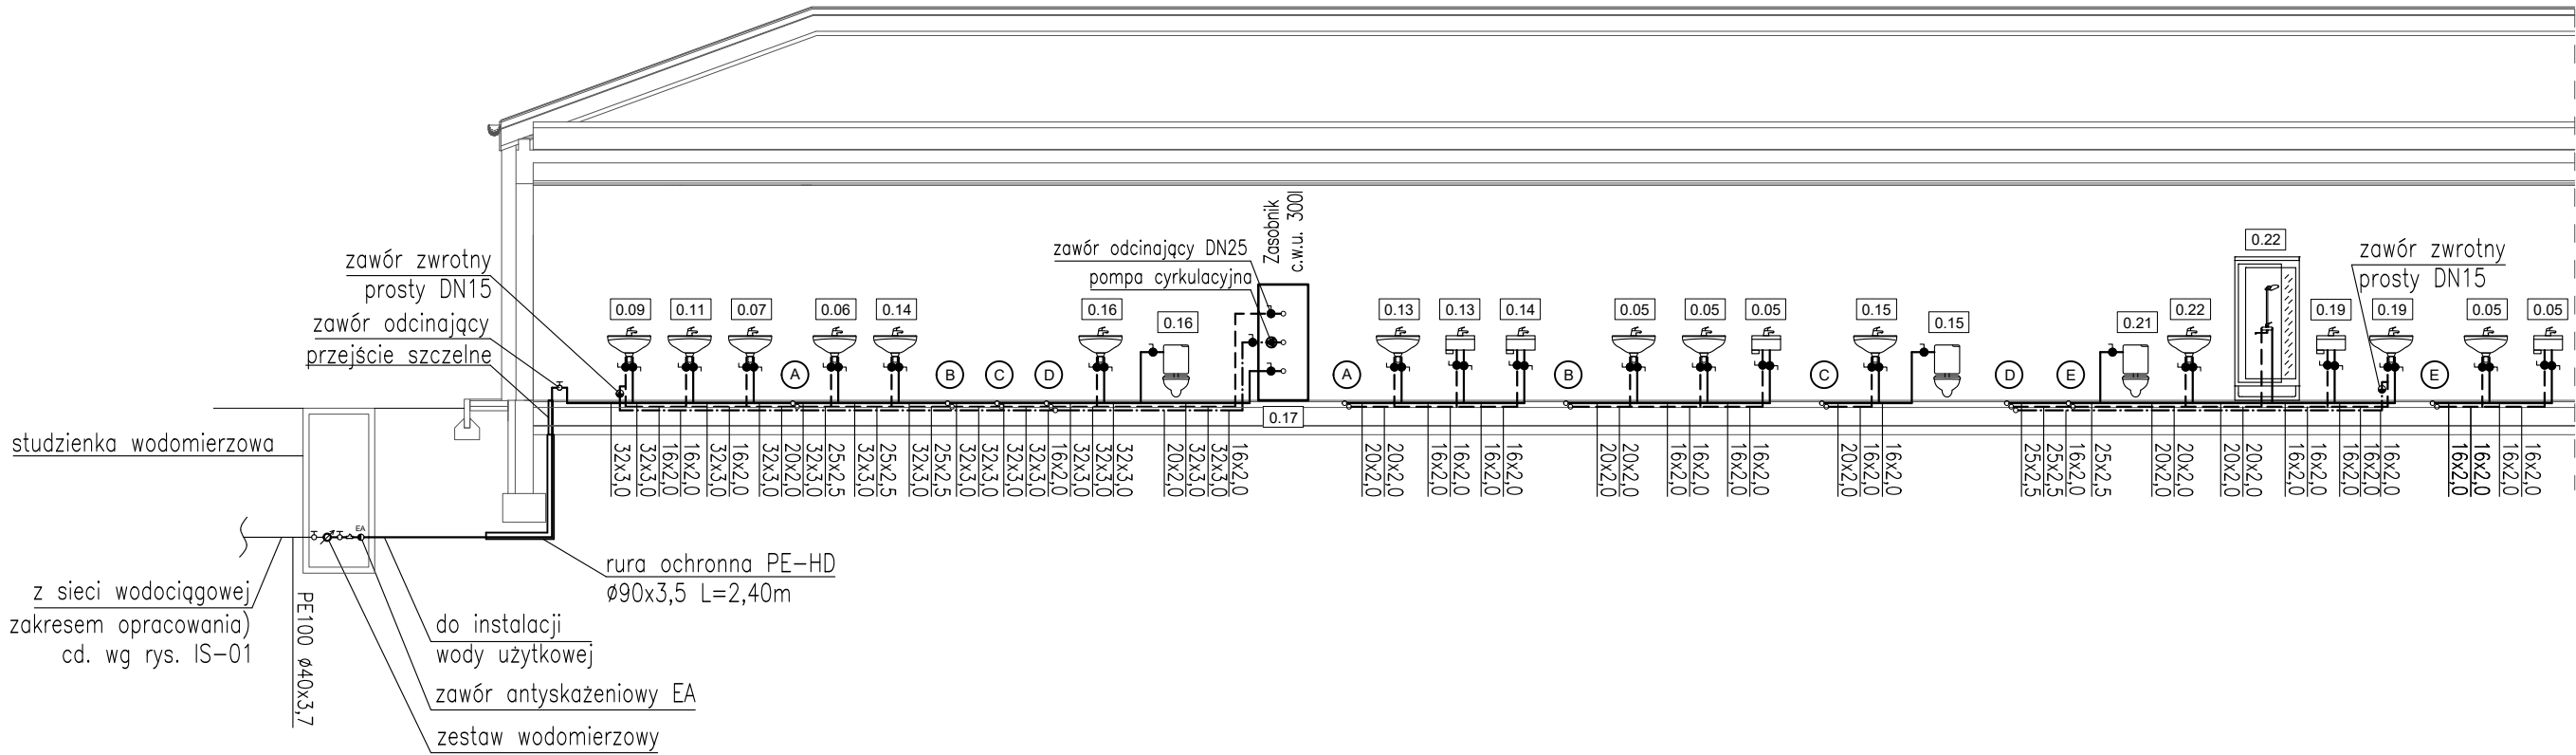 zawór zwrotny
prosty DN15
zawór odcinający
przejście szczelne
studzienka wodomierzowa
z sieci wodociągowej
zakresem opracowania)
cd. wg rys. IS-01
PE100 ø40x3,7
EA
rura ochronna PE-HD
ø90x3,5 L=2,40m
do instalacji
wody użytkowej
zawór antyskażeniowy EA
zestaw wodomierzowy
zawór odcinający DN25
pompa cyrkulacyjna
Zasobnik
c.w.u. 300l
zawór zwrotny
prosty DN15
0.09
0.11
0.07
0.06
0.14
0.16
0.16
0.17
0.13
0.13
0.14
0.05
0.05
0.05
0.15
0.15
0.21
0.22
0.22
0.19
0.19
0.05
0.05
A
B
C
D
A
B
C
D
E
E
32x3,0
32x3,0
16x2,0
16x2,0
32x3,0
16x2,0
32x3,0
20x2,0
32x3,0
25x2,5
32x3,0
25x2,5
32x3,0
25x2,5
32x3,0
32x3,0
32x3,0
32x3,0
16x2,0
32x3,0
32x3,0
32x3,0
20x2,0
32x3,0
32x3,0
16x2,0
20x2,0
20x2,0
16x2,0
16x2,0
16x2,0
16x2,0
20x2,0
20x2,0
16x2,0
16x2,0
16x2,0
16x2,0
20x2,0
16x2,0
16x2,0
25x2,5
25x2,5
16x2,0
25x2,5
20x2,0
20x2,0
20x2,0
20x2,0
16x2,0
16x2,0
16x2,0
16x2,0
16x2,0
16x2,0
16x2,0
16x2,0
16x2,0